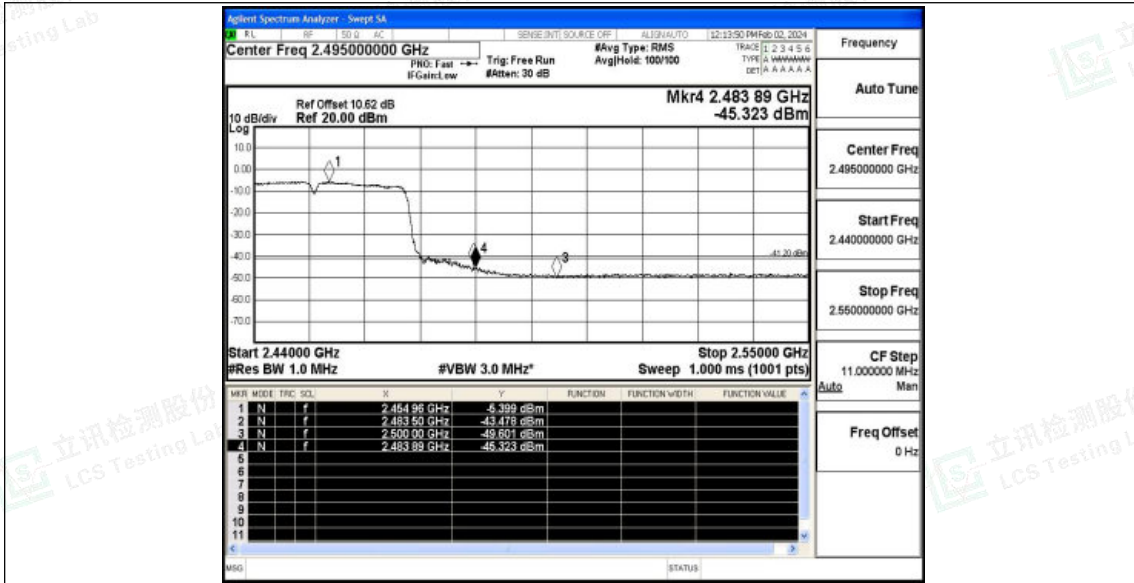 Agilent Spectrum Analyzer - Swept SA
RL RF 50 Ω AC SENSE:INT SOURCE OFF ALIGNAUTO 12:13:50 PM Feb 02, 2024
Center Freq 2.495000000 GHz
PNO: Fast
IFGain:Low
Trig: Free Run
#Atten: 30 dB
#Avg Type: RMS
Avg|Hold: 100/100
TRACE 1 2 3 4 5 6
TYPE A WWWWW
DET A A A A A A
Ref Offset 10.62 dB
10 dB/div Ref 20.00 dBm
Log
Mkr4 2.483 89 GHz
-45.323 dBm
10.0
0.00
-10.0
-20.0
-30.0
-40.0
-50.0
-60.0
-70.0
1
4
3
-41.20 dBm
Start 2.44000 GHz Stop 2.55000 GHz
#Res BW 1.0 MHz #VBW 3.0 MHz* Sweep 1.000 ms (1001 pts)
MKR MODE TRC SCL X Y FUNCTION FUNCTION WIDTH FUNCTION VALUE
1 N f 2.454 96 GHz -5.399 dBm
2 N f 2.483 50 GHz -43.478 dBm
3 N f 2.500 00 GHz -49.601 dBm
4 N f 2.483 89 GHz -45.323 dBm
5
6
7
8
9
10
11
MSG STATUS
Frequency
Auto Tune
Center Freq
2.495000000 GHz
Start Freq
2.440000000 GHz
Stop Freq
2.550000000 GHz
CF Step
11.000000 MHz
Auto Man
Freq Offset
0 Hz
立讯检测股份
LCS Testing Lab
立讯检测股份
LCS Testing